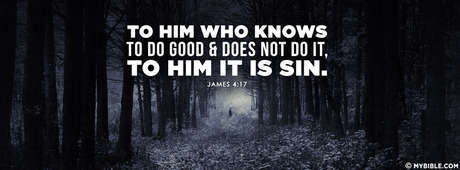 TO HIM WHO KNOWS
TO DO GOOD & DOES NOT DO IT,
TO HIM IT IS SIN.
JAMES 4:17
© MYBIBLE.COM